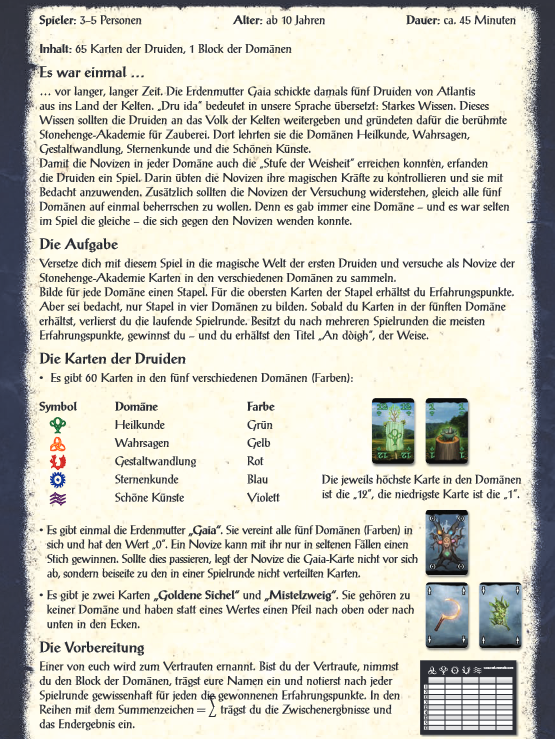 Spieler: 3–5 Personen Alter: ab 10 Jahren Dauer: ca. 45 Minuten
Inhalt: 65 Karten der Druiden, 1 Block der Domänen
Es war einmal …
… vor langer, langer Zeit. Die Erdenmutter Gaia schickte damals fünf Druiden von Atlantis
aus ins Land der Kelten. „Dru ida“ bedeutet in unsere Sprache übersetzt: Starkes Wissen. Dieses
Wissen sollten die Druiden an das Volk der Kelten weitergeben und gründeten dafür die berühmte
Stonehenge-Akademie für Zauberei. Dort lehrten sie die Domänen Heilkunde, Wahrsagen,
Gestaltwandlung, Sternenkunde und die Schönen Künste.
Damit die Novizen in jeder Domäne auch die „Stufe der Weisheit“ erreichen konnten, erfanden
die Druiden ein Spiel. Darin übten die Novizen ihre magischen Kräfte zu kontrollieren und sie mit
Bedacht anzuwenden. Zusätzlich sollten die Novizen der Versuchung widerstehen, gleich alle fünf
Domänen auf einmal beherrschen zu wollen. Denn es gab immer eine Domäne – und es war selten
im Spiel die gleiche – die sich gegen den Novizen wenden konnte.
Die Aufgabe
Versetze dich mit diesem Spiel in die magische Welt der ersten Druiden und versuche als Novize der
Stonehenge-Akademie Karten in den verschiedenen Domänen zu sammeln.
Bilde für jede Domäne einen Stapel. Für die obersten Karten der Stapel erhältst du Erfahrungspunkte.
Aber sei bedacht, nur Stapel in vier Domänen zu bilden. Sobald du Karten in der fünften Domäne
erhältst, verlierst du die laufende Spielrunde. Besitzt du nach mehreren Spielrunden die meisten
Erfahrungspunkte, gewinnst du – und du erhältst den Titel „An dòigh“, der Weise.
Die Karten der Druiden
• Es gibt 60 Karten in den fünf verschiedenen Domänen (Farben):
Symbol Domäne Farbe
Heilkunde Grün
Wahrsagen Gelb
Gestaltwandlung Rot
Sternenkunde Blau
Schöne Künste Violett
Die jeweils höchste Karte in den Domänen
ist die „12“, die niedrigste Karte ist die „1“.
• Es gibt einmal die Erdenmutter „Gaia“. Sie vereint alle fünf Domänen (Farben) in
sich und hat den Wert „0“. Ein Novize kann mit ihr nur in seltenen Fällen einen
Stich gewinnen. Sollte dies passieren, legt der Novize die Gaia-Karte nicht vor sich
ab, sondern beiseite zu den in einer Spielrunde nicht verteilten Karten.
• Es gibt je zwei Karten „Goldene Sichel“ und „Mistelzweig“. Sie gehören zu
keiner Domäne und haben statt eines Wertes einen Pfeil nach oben oder nach
unten in den Ecken.
Die Vorbereitung
Einer von euch wird zum Vertrauten ernannt. Bist du der Vertraute, nimmst
du den Block der Domänen, trägst eure Namen ein und notierst nach jeder
Spielrunde gewissenhaft für jeden die gewonnenen Erfahrungspunkte. In den
Reihen mit dem Summenzeichen = ∑ trägst du die Zwischenergbnisse und
das Endergebnis ein.